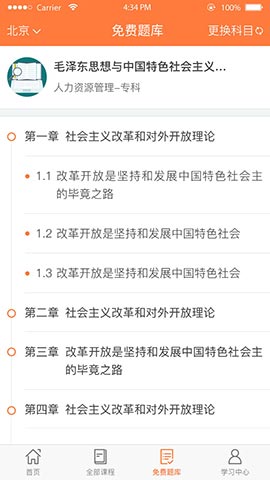 Carrier 4:34 PM 100%
北京 免费题库 更换科目
毛泽东思想与中国特色社会主义...
人力资源管理-专科
第一章 社会主义改革和对外开放理论
1.1 改革开放是坚持和发展中国特色社会主
的毕竟之路
1.2 改革开放是坚持和发展中国特色社会
1.3 改革开放是坚持和发展中国特色社会
第二章 社会主义改革和对外开放理论
第三章 改革开放是坚持和发展中国特色社会主
的毕竟之路
第四章 社会主义改革和对外开放理论
首页 全部课程 免费题库 学习中心